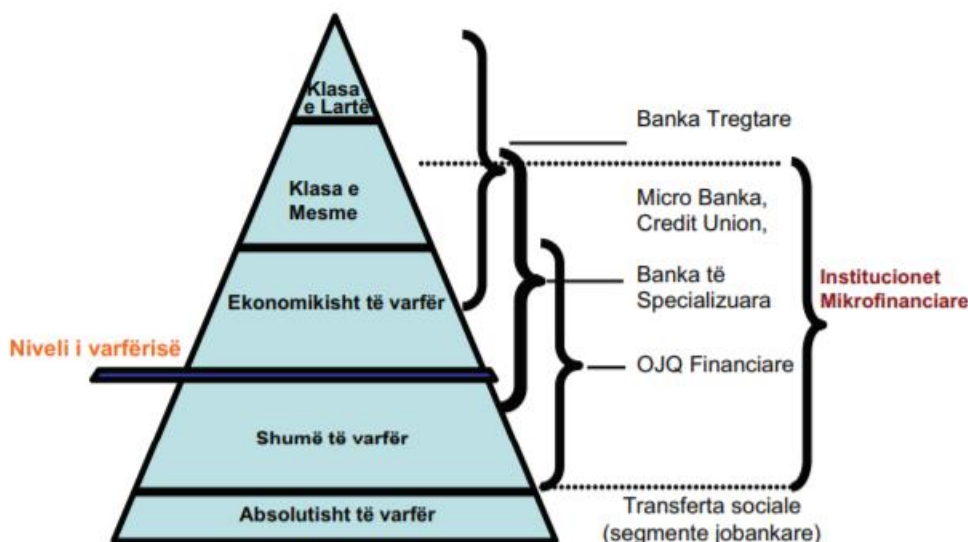 Klasa
e Lartë
Klasa e
Mesme
Ekonomikisht të varfër
Niveli i varfërisë
Shumë të varfër
Absolutisht të varfër
Banka Tregtare
Micro Banka,
Credit Union,
Banka të
Specializuara
OJQ Financiare
Institucionet
Mikrofinanciare
Transferta sociale
(segmente jobankare)